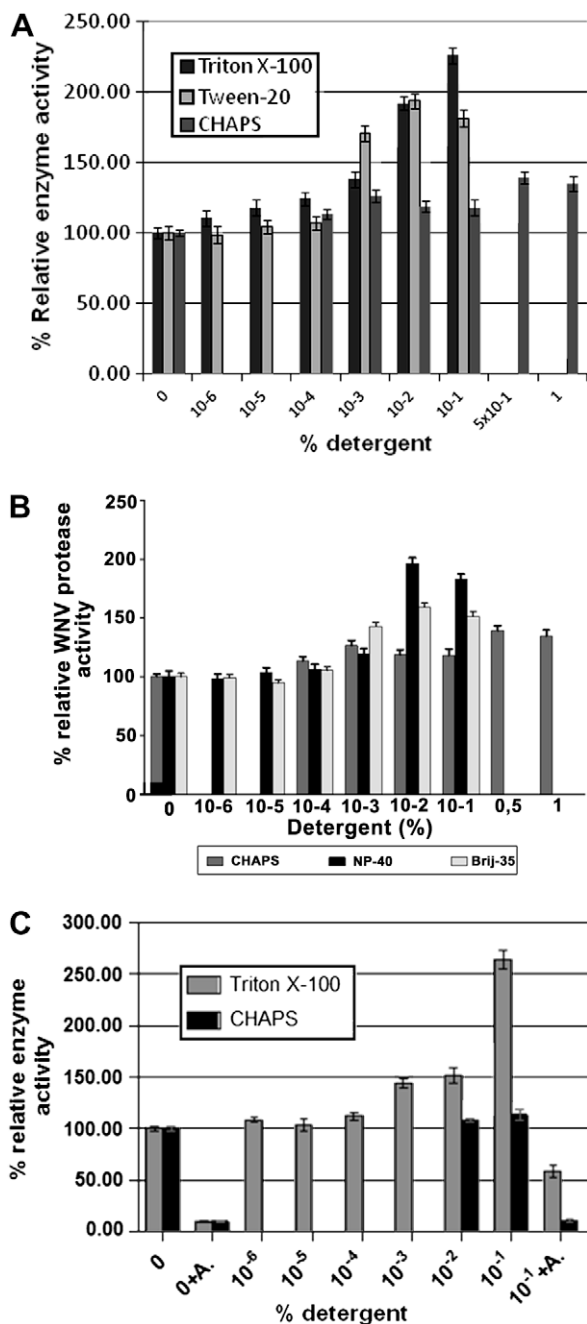 A
% Relative enzyme activity
250.00
200.00
150.00
100.00
50.00
0.00
Triton X-100
Tween-20
CHAPS
0 10-6 10-5 10-4 10-3 10-2 10-1 5x10-1 1
% detergent
B
% relative WNV protease
activity
250
200
150
100
50
0
0 10-6 10-5 10-4 10-3 10-2 10-1 0,5 1
Detergent (%)
CHAPS NP-40 Brij-35
C
% relative enzyme
activity
300.00
250.00
200.00
150.00
100.00
50.00
0.00
Triton X-100
CHAPS
0 0+A. 10⁻⁶ 10⁻⁵ 10⁻⁴ 10⁻³ 10⁻² 10⁻¹ 10⁻¹+A.
% detergent